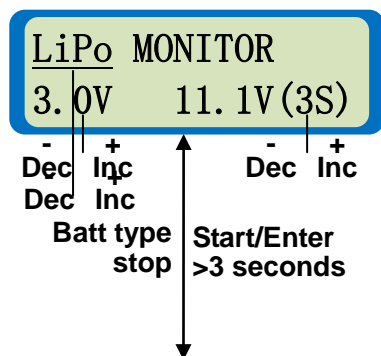 LiPo MONITOR
3.0V 11.1V(3S)
- + - +
Dec Inc Dec Inc
- +
Dec Inc
Batt type
stop
Start/Enter
>3 seconds